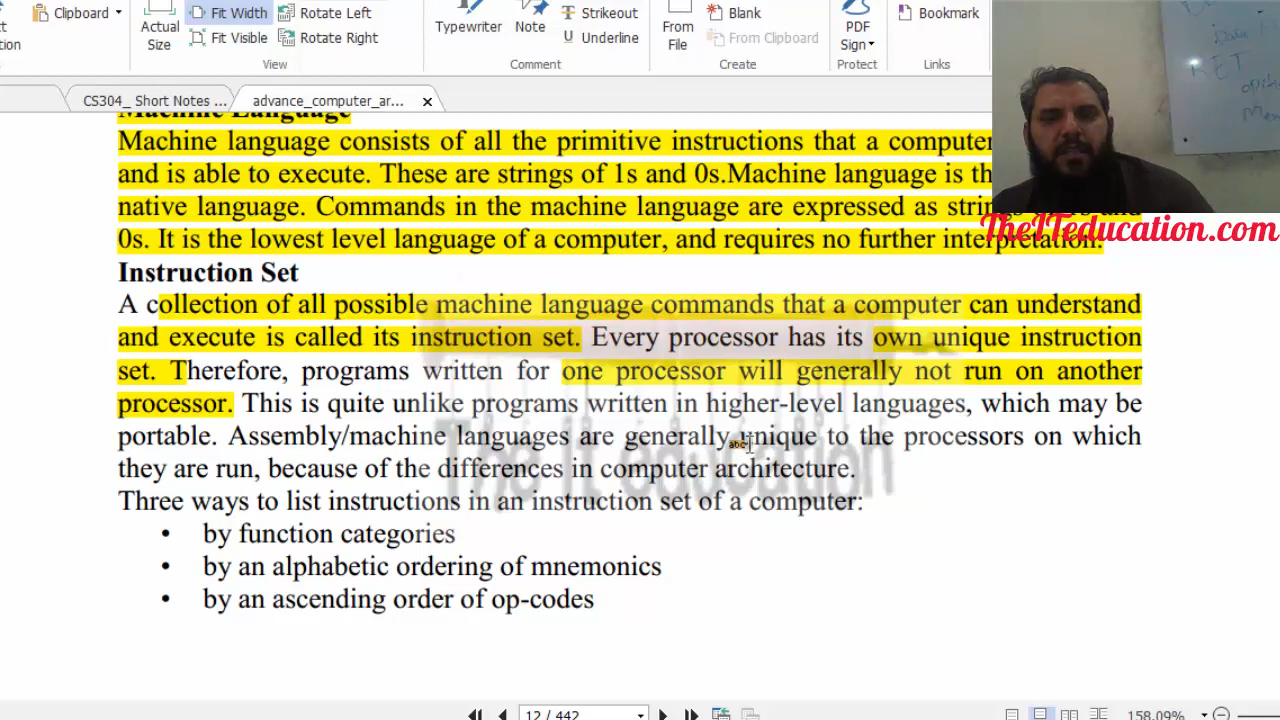 Clipboard
Actual
Size
Fit Width
Fit Visible
Rotate Left
Rotate Right
View
Typewriter
Note
Strikeout
Underline
Comment
From
File
Blank
From Clipboard
Create
PDF
Sign
Protect
Bookmark
Links
CS304_ Short Notes ...
advance_computer_ar...
Machine Language
Machine language consists of all the primitive instructions that a computer
and is able to execute. These are strings of 1s and 0s.Machine language is th
native language. Commands in the machine language are expressed as
0s. It is the lowest level language of a computer, and requires no further interpretation.
TheITeducation.com
Instruction Set
A collection of all possible machine language commands that a computer can understand
and execute is called its instruction set. Every processor has its own unique instruction
set. Therefore, programs written for one processor will generally not run on another
processor. This is quite unlike programs written in higher-level languages, which may be
portable. Assembly/machine languages are generally unique to the processors on which
they are run, because of the differences in computer architecture.
The It education
Three ways to list instructions in an instruction set of a computer:
• by function categories
• by an alphabetic ordering of mnemonics
• by an ascending order of op-codes
12 / 442
158.09%